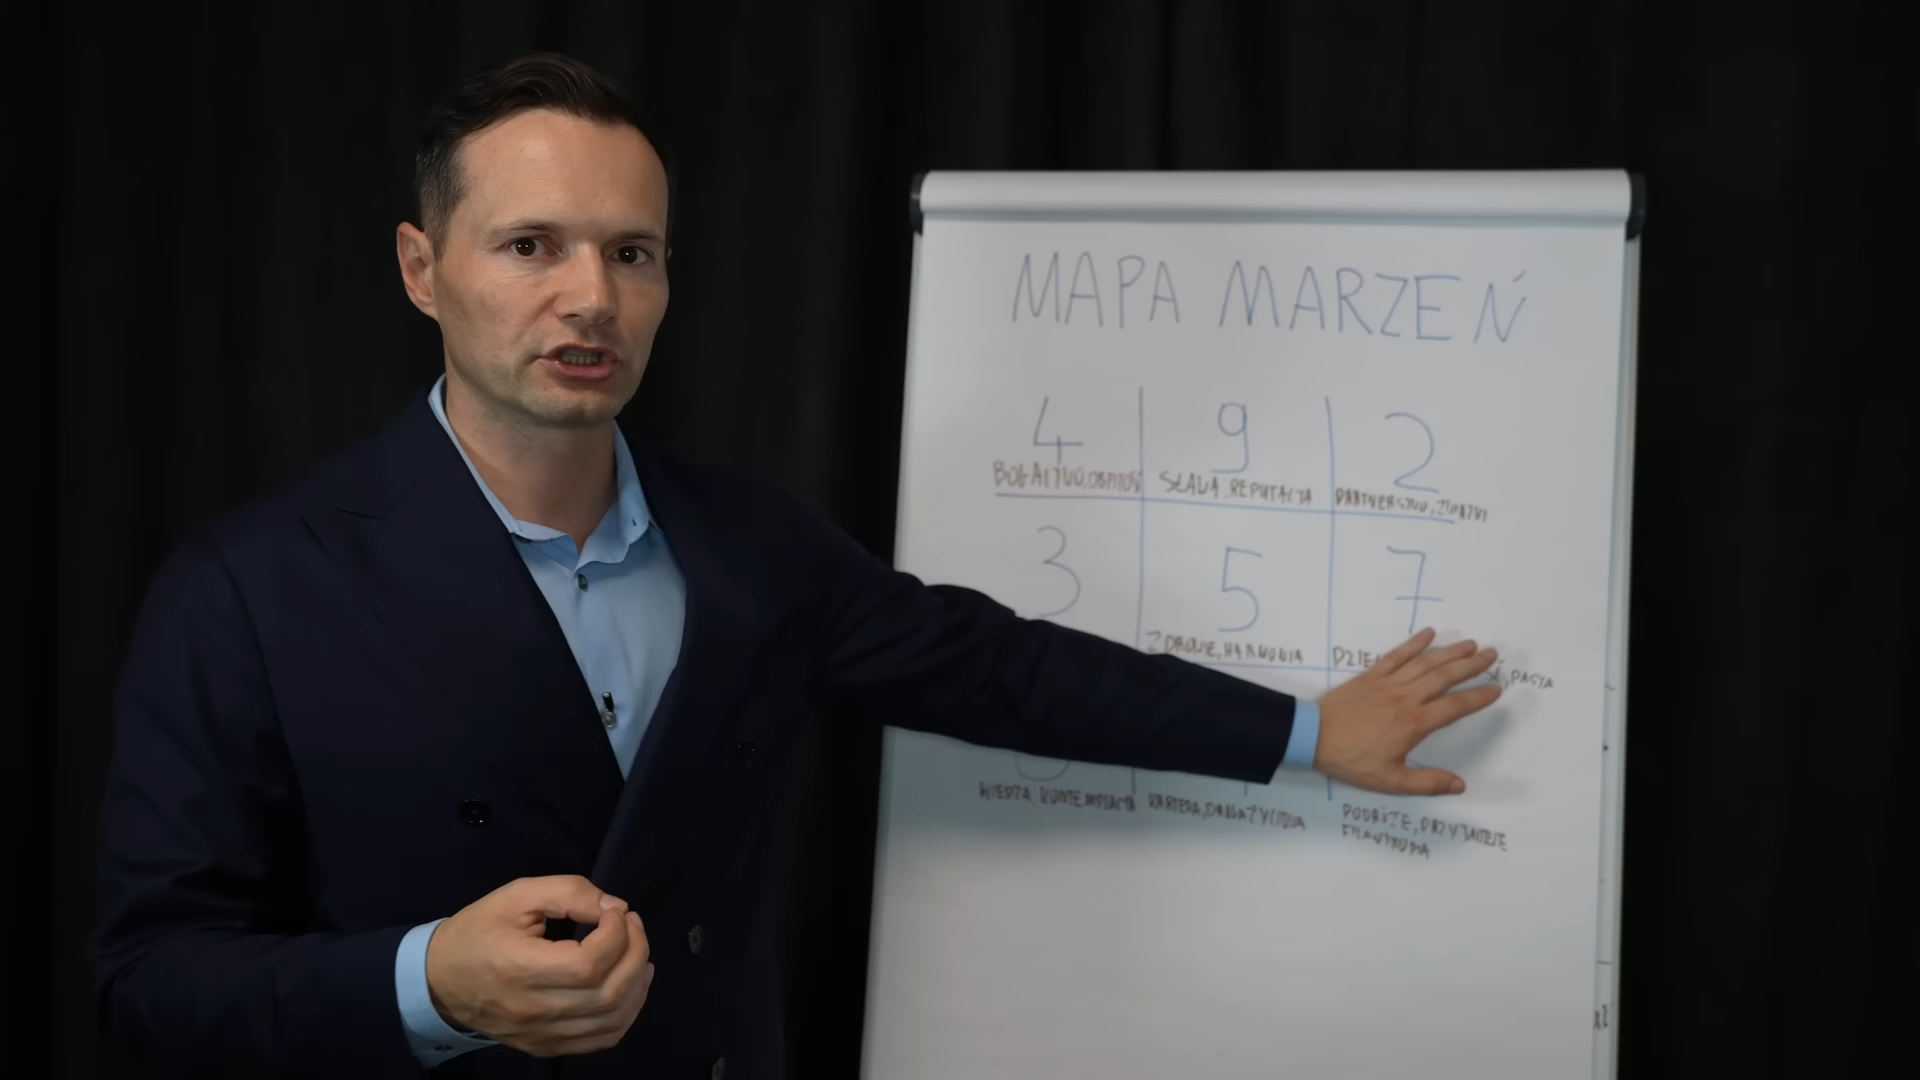 MAPA MARZEŃ
4 9 2
BOGACTWO, OBFITOŚĆ SŁAWA, REPUTACJA PARTNERSTWO, ZWIĄZKI
3 5 7
ZDROWIE, HARMONIA PASJA
WIEDZA, KONTEMPLACJA KARIERA, DROGA ŻYCIOWA PODRÓŻE, PRZYJACIELE
FILANTROPIA